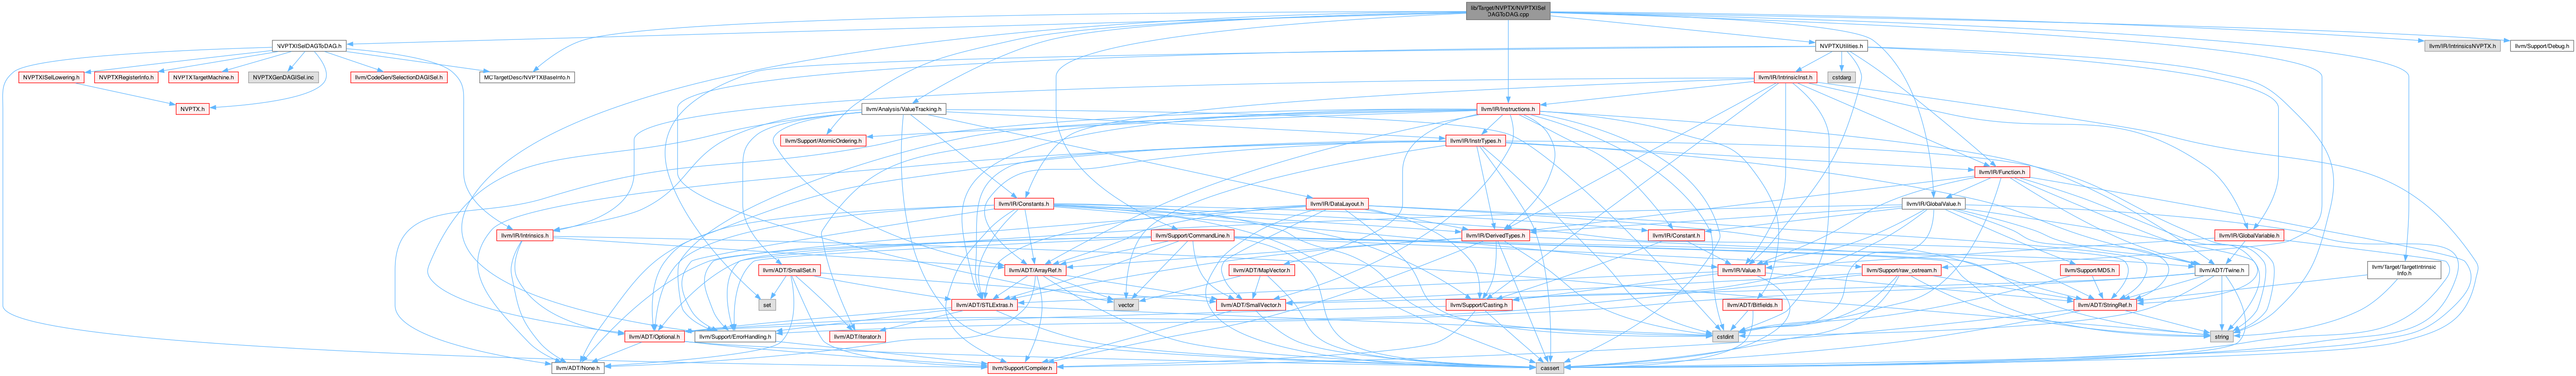 lib/Target/NVPTX/NVPTXISel
DAGToDAG.cpp
NVPTXISelDAGToDAG.h
NVPTXUtilities.h
llvm/IR/IntrinsicsNVPTX.h
llvm/Support/Debug.h
NVPTXISelLowering.h
NVPTXRegisterInfo.h
NVPTXTargetMachine.h
NVPTXGenDAGISel.inc
llvm/CodeGen/SelectionDAGISel.h
MCTargetDesc/NVPTXBaseInfo.h
llvm/IR/IntrinsicInst.h
cstdarg
NVPTX.h
llvm/Analysis/ValueTracking.h
llvm/IR/Instructions.h
llvm/Support/AtomicOrdering.h
llvm/IR/InstrTypes.h
llvm/IR/Function.h
llvm/IR/Constants.h
llvm/IR/DataLayout.h
llvm/IR/GlobalValue.h
llvm/IR/Intrinsics.h
llvm/Support/CommandLine.h
llvm/IR/DerivedTypes.h
llvm/IR/Constant.h
llvm/IR/GlobalVariable.h
llvm/ADT/SmallSet.h
llvm/ADT/ArrayRef.h
llvm/ADT/MapVector.h
llvm/IR/Value.h
llvm/Support/raw_ostream.h
llvm/Support/MD5.h
llvm/ADT/Twine.h
llvm/Target/TargetIntrinsic
Info.h
set
llvm/ADT/STLExtras.h
vector
llvm/ADT/SmallVector.h
llvm/Support/Casting.h
llvm/ADT/Bitfields.h
llvm/ADT/StringRef.h
llvm/ADT/Optional.h
llvm/Support/ErrorHandling.h
llvm/ADT/iterator.h
cstdint
string
llvm/ADT/None.h
llvm/Support/Compiler.h
cassert